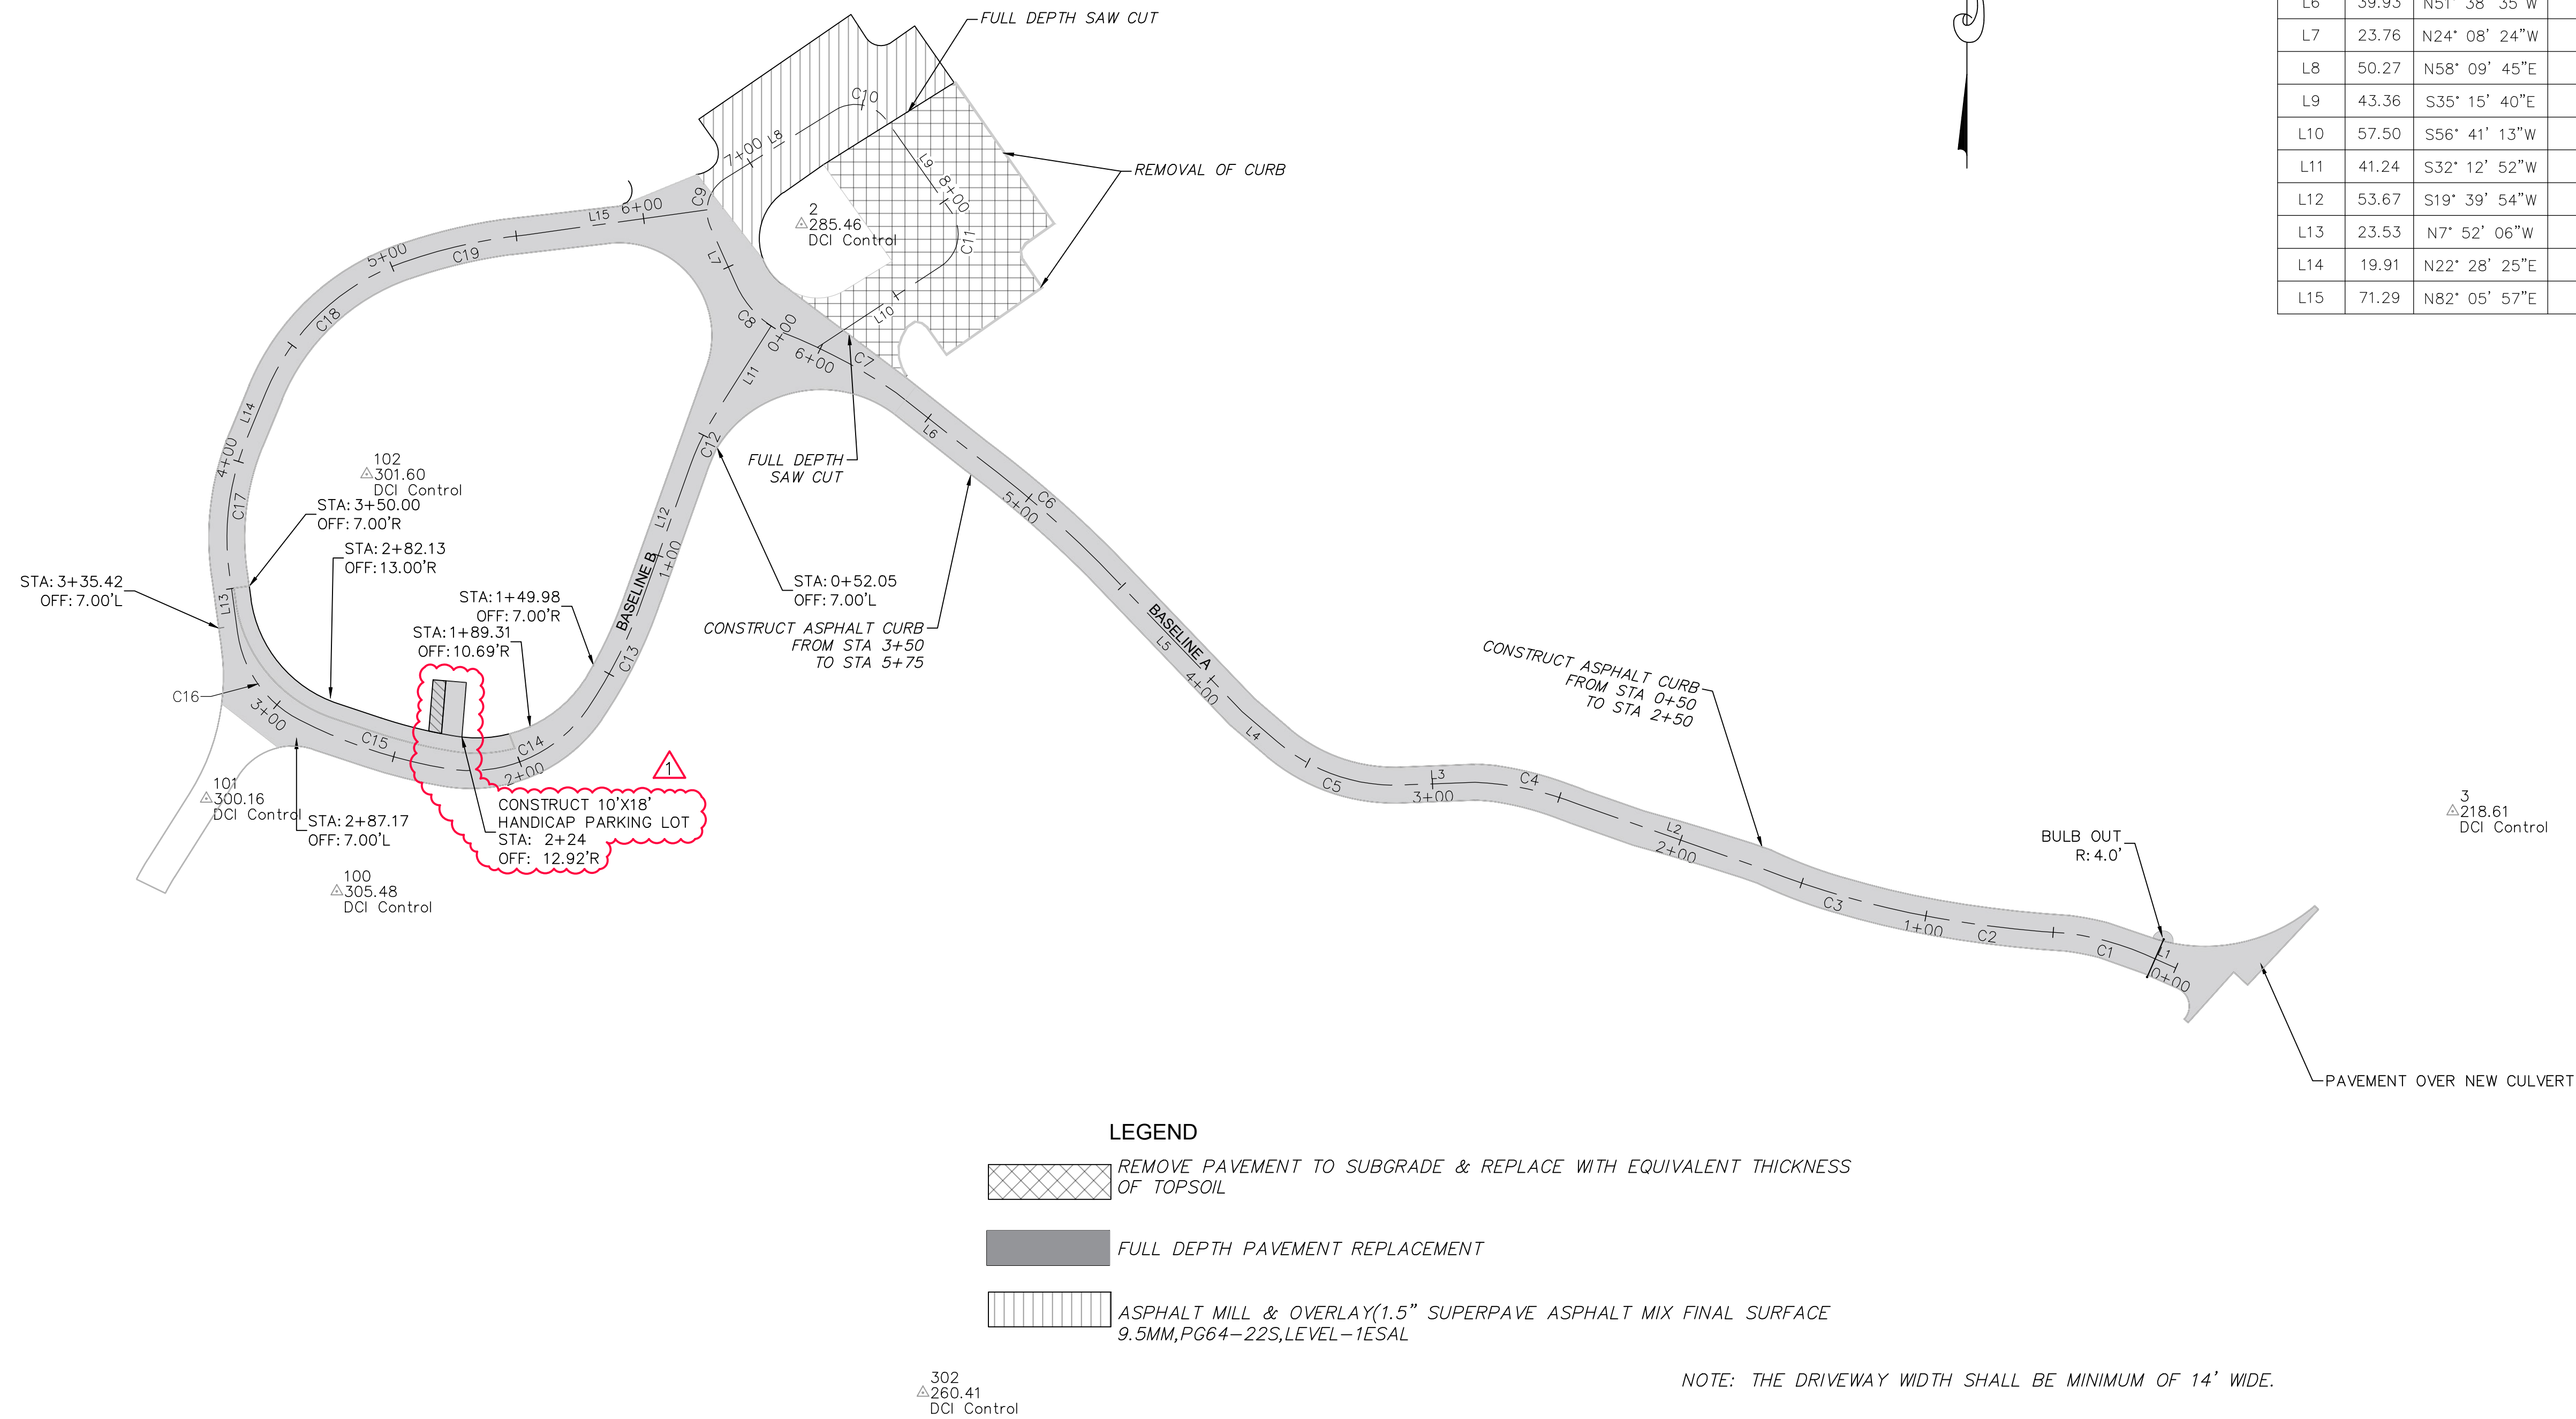 FULL DEPTH SAW CUT
REMOVAL OF CURB
L6 39.93 N51° 38' 35"W
L7 23.76 N24° 08' 24"W
L8 50.27 N58° 09' 45"E
L9 43.36 S35° 15' 40"E
L10 57.50 S56° 41' 13"W
L11 41.24 S32° 12' 52"W
L12 53.67 S19° 39' 54"W
L13 23.53 N7° 52' 06"W
L14 19.91 N22° 28' 25"E
L15 71.29 N82° 05' 57"E
C10
7+00 L8
L9 8+00
C9
L15 6+00
2
285.46
DCI Control
C11
5+00
C19
L7
L10
C18
C8
0+00
6+00
C7
L11
L14
L6
C12
4+00
102
301.60
DCI Control
FULL DEPTH
SAW CUT
C17
STA: 3+50.00
OFF: 7.00'R
L12
5+00
C6
STA: 2+82.13
OFF: 13.00'R
1+00
BASELINE B
STA: 3+35.42
OFF: 7.00'L
STA: 0+52.05
OFF: 7.00'L
L13
STA: 1+49.98
OFF: 7.00'R
STA: 1+89.31
OFF: 10.69'R
CONSTRUCT ASPHALT CURB
FROM STA 3+50
TO STA 5+75
BASELINE A
L5
4+00
C13
C16
3+00
C15
C14
2+00
CONSTRUCT ASPHALT CURB
FROM STA 0+50
TO STA 2+50
L4
C5
L3
3+00
C4
1
101
300.16
DCI Control
CONSTRUCT 10'X18'
HANDICAP PARKING LOT
STA: 2+24
OFF: 12.92'R
STA: 2+87.17
OFF: 7.00'L
100
305.48
DCI Control
L2
2+00
3
218.61
DCI Control
BULB OUT
R: 4.0'
C3
1+00
C2
C1
L1
0+00
PAVEMENT OVER NEW CULVERT
LEGEND
REMOVE PAVEMENT TO SUBGRADE & REPLACE WITH EQUIVALENT THICKNESS
OF TOPSOIL
FULL DEPTH PAVEMENT REPLACEMENT
ASPHALT MILL & OVERLAY(1.5" SUPERPAVE ASPHALT MIX FINAL SURFACE
9.5MM,PG64-22S,LEVEL-1ESAL
302
260.41
DCI Control
NOTE: THE DRIVEWAY WIDTH SHALL BE MINIMUM OF 14' WIDE.